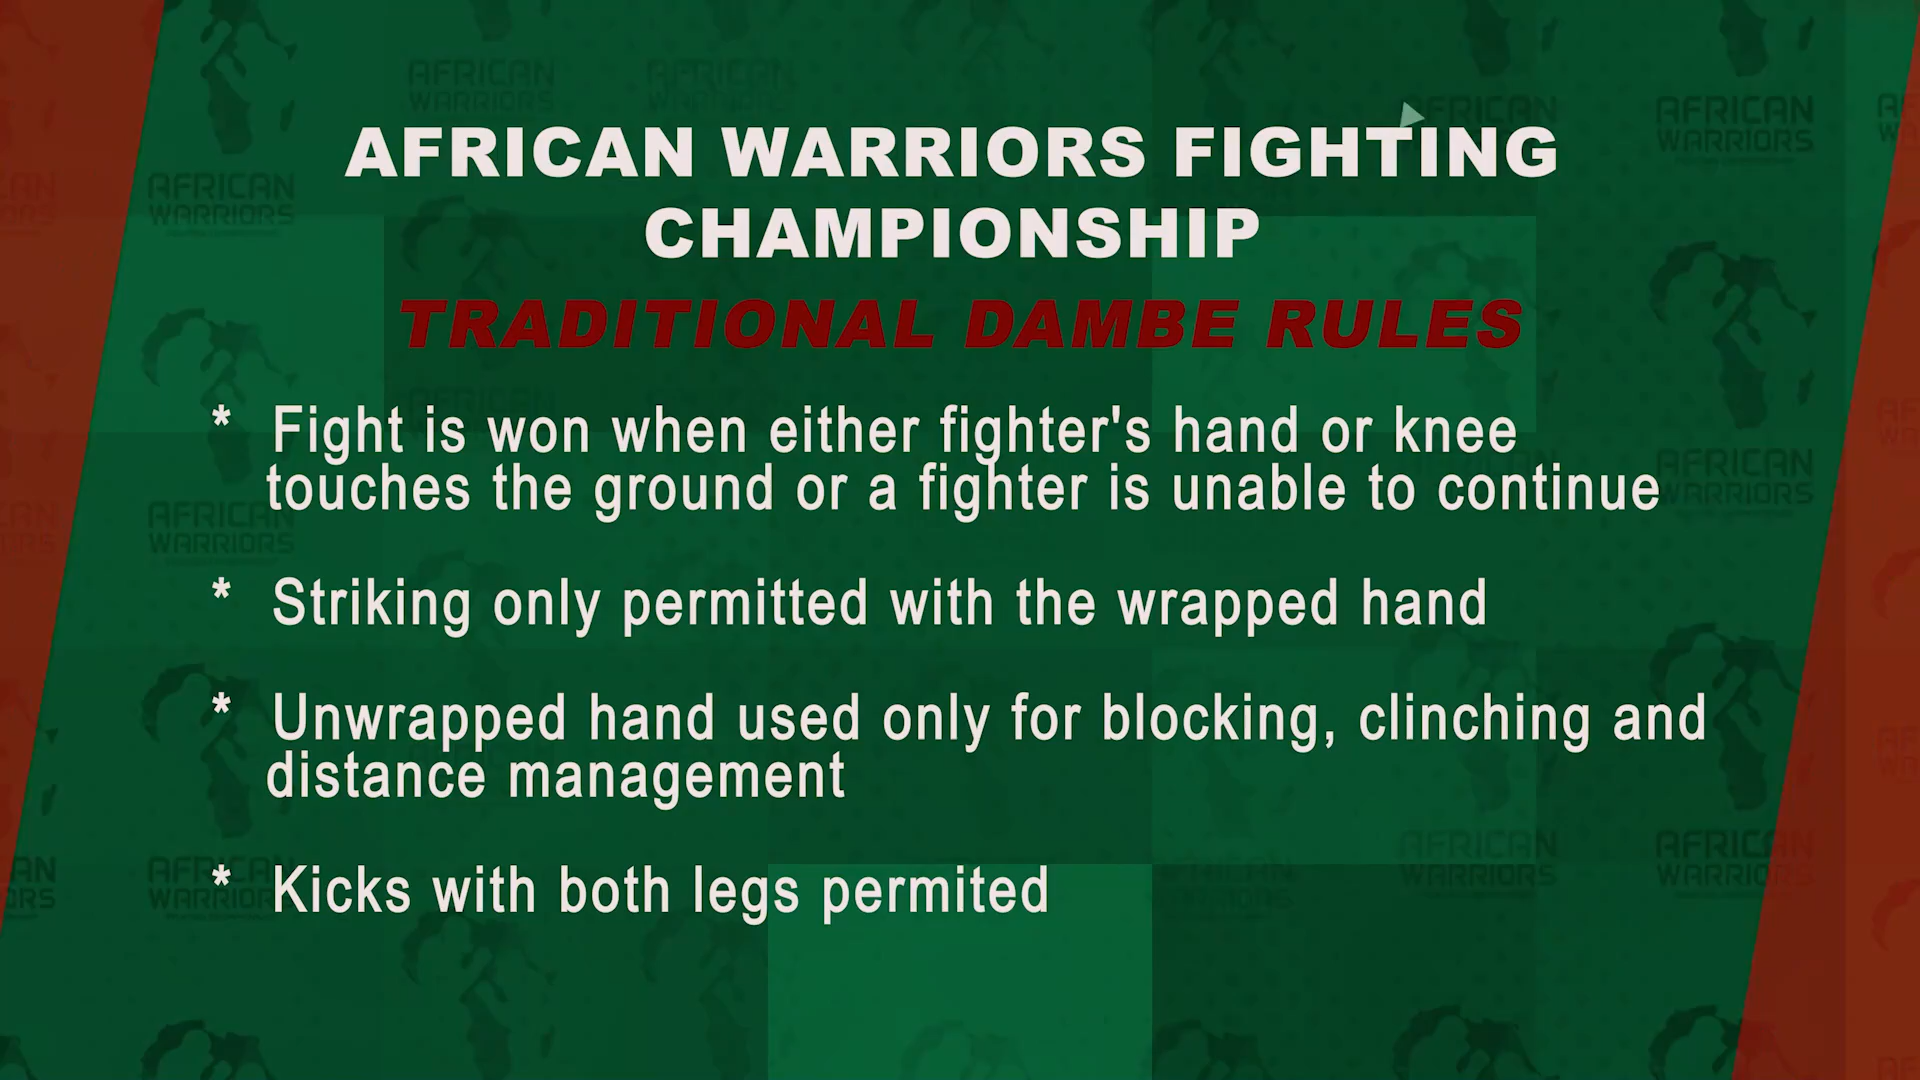 AFRICAN WARRIORS FIGHTING
CHAMPIONSHIP
TRADITIONAL DAMBE RULES
* Fight is won when either fighter's hand or knee
touches the ground or a fighter is unable to continue
* Striking only permitted with the wrapped hand
* Unwrapped hand used only for blocking, clinching and
distance management
* Kicks with both legs permited
AFRICAN
WARRIORS